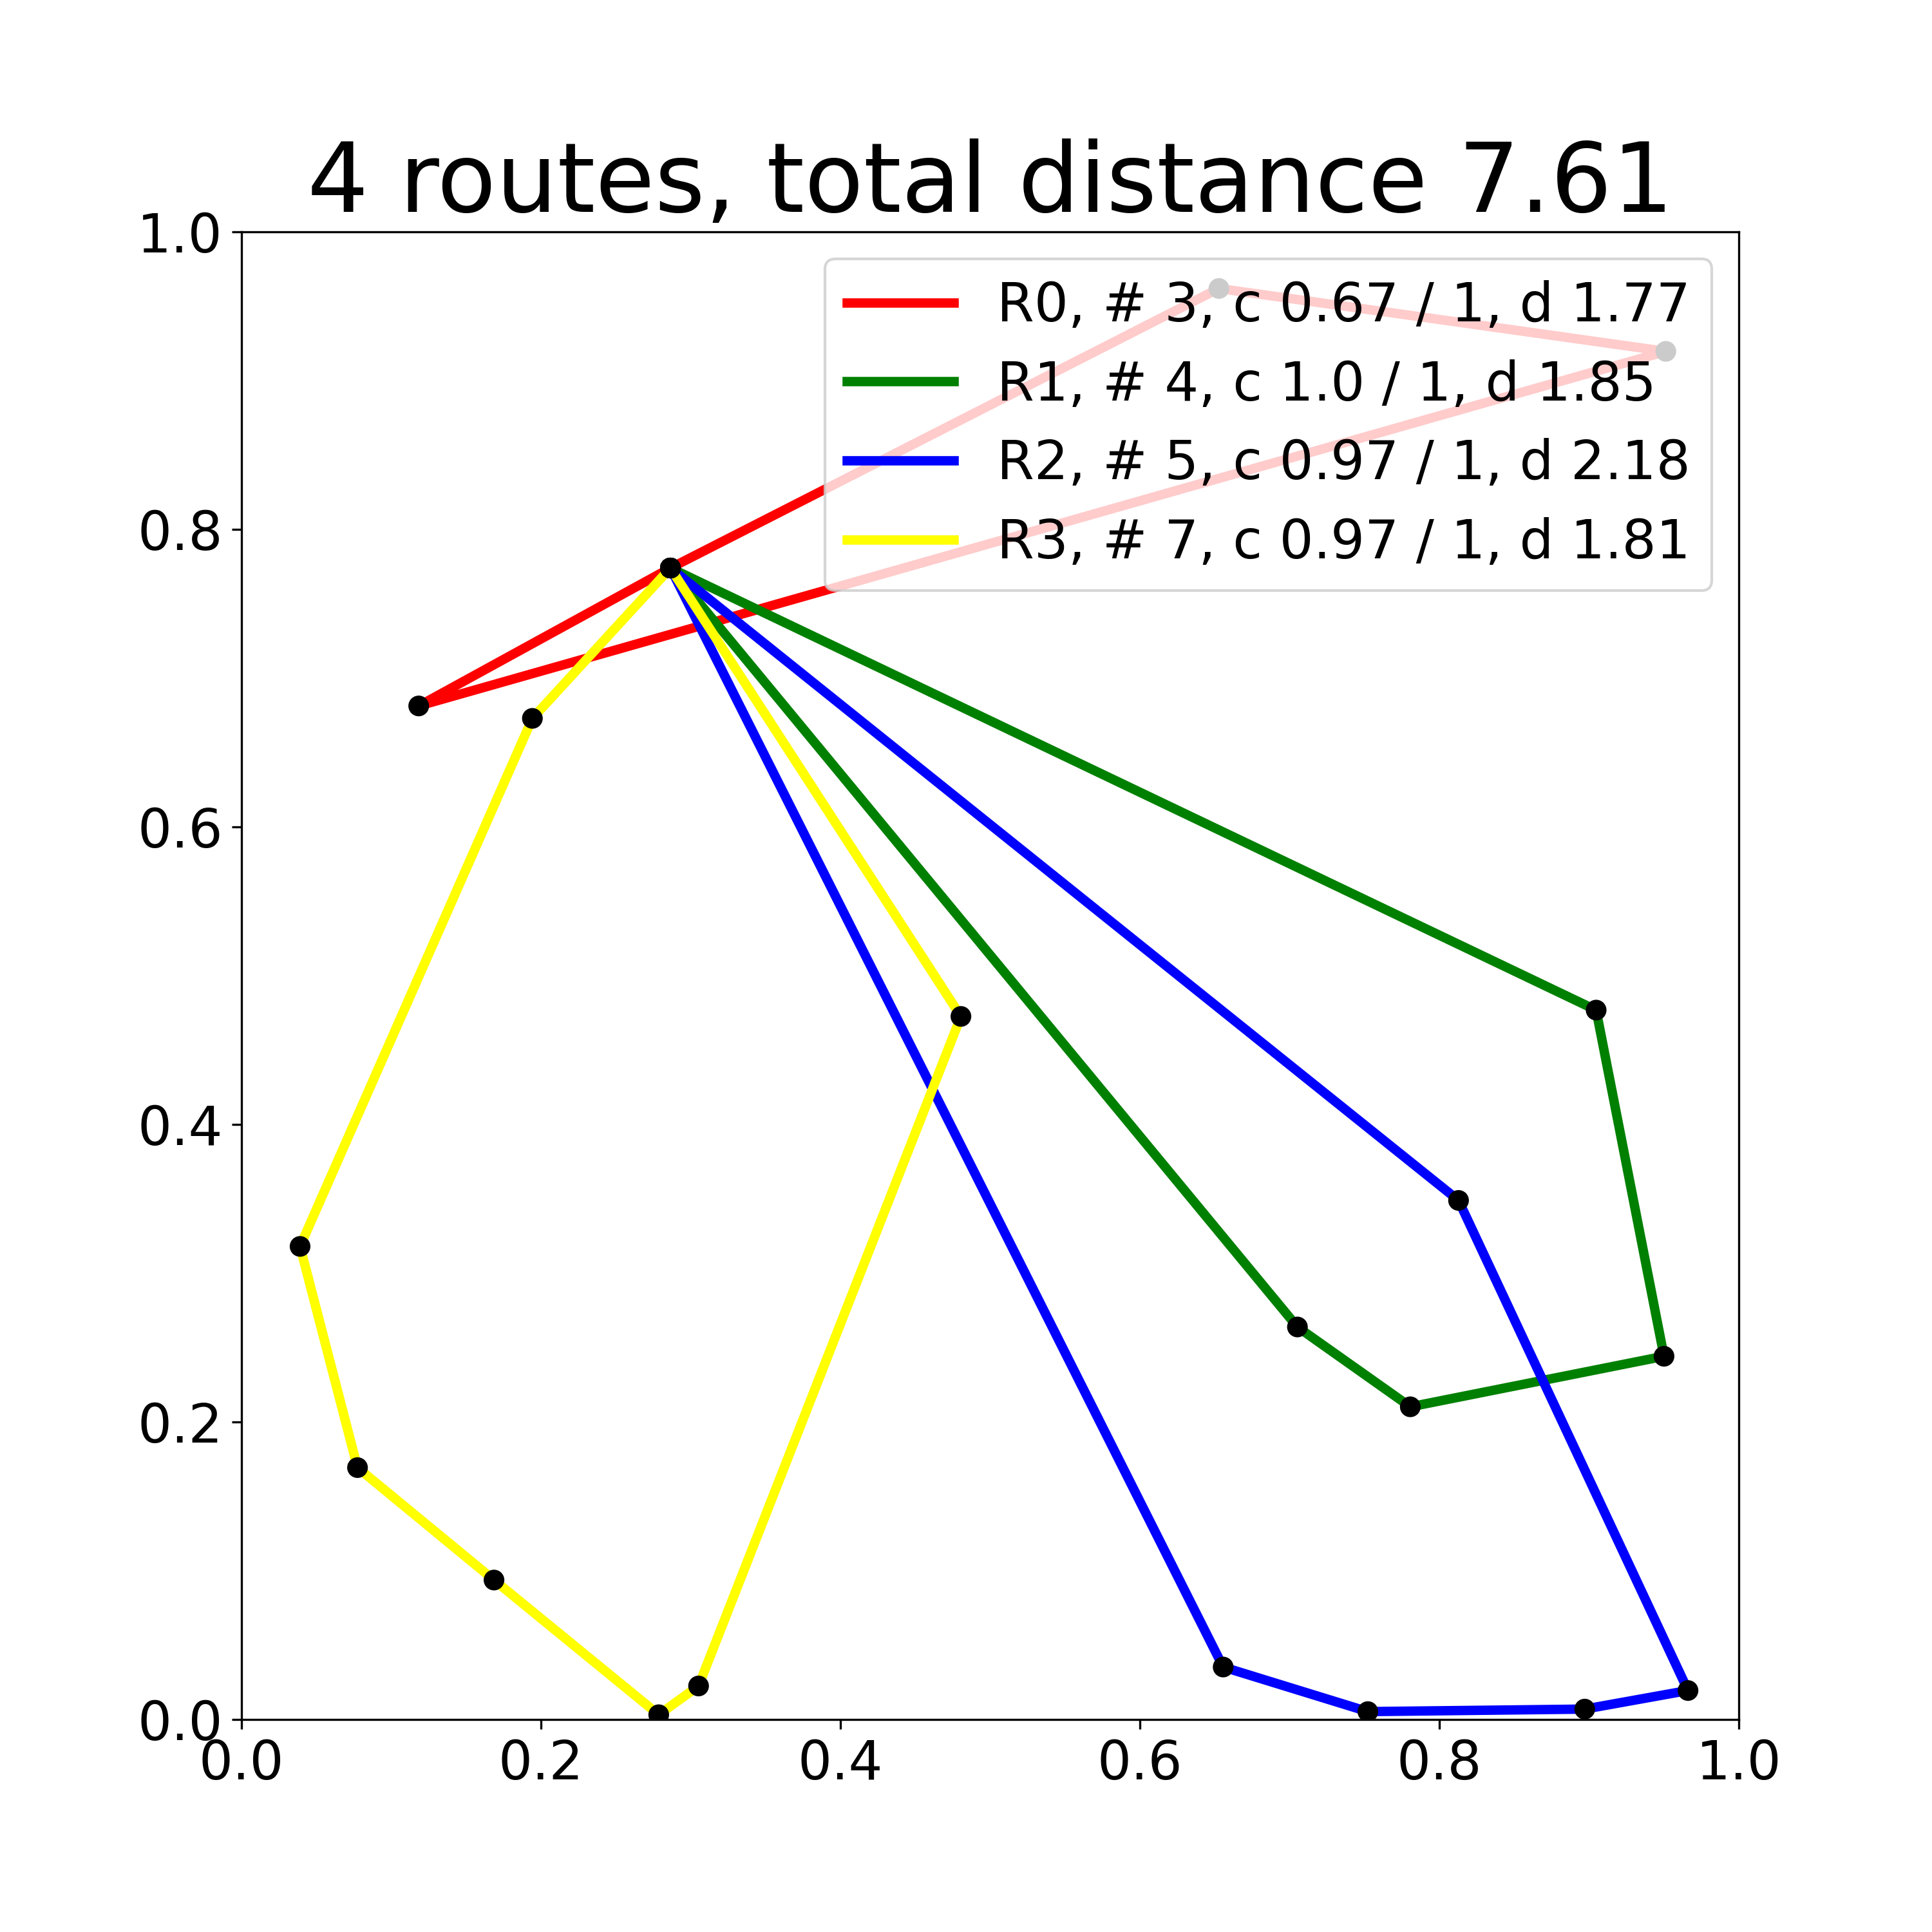 4 routes, total distance 7.61
1.0
R0, # 3, c 0.67 / 1, d 1.77
R1, # 4, c 1.0 / 1, d 1.85
R2, # 5, c 0.97 / 1, d 2.18
R3, # 7, c 0.97 / 1, d 1.81
0.8
0.6
0.4
0.2
0.0
0.0 0.2 0.4 0.6 0.8 1.0